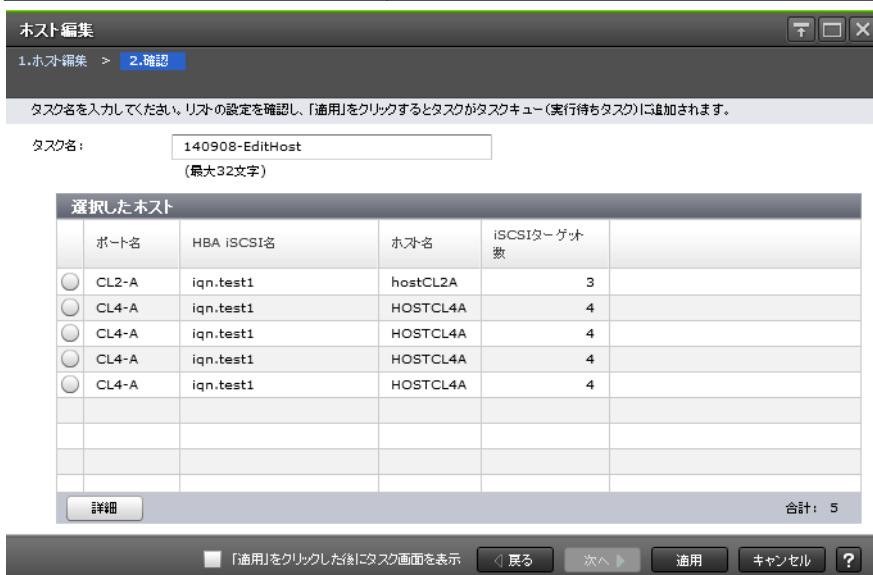 ホスト編集
1.ホスト編集 > 2.確認
タスク名を入力してください。リストの設定を確認し、「適用」をクリックするとタスクがタスクキュー(実行待ちタスク)に追加されます。
タスク名: 140908-EditHost
(最大32文字)
選択したホスト
ポート名 HBA iSCSI名 ホスト名 iSCSIターゲット数
CL2-A iqn.test1 hostCL2A 3
CL4-A iqn.test1 HOSTCL4A 4
CL4-A iqn.test1 HOSTCL4A 4
CL4-A iqn.test1 HOSTCL4A 4
CL4-A iqn.test1 HOSTCL4A 4
詳細 合計: 5
「適用」をクリックした後にタスク画面を表示 戻る 次へ 適用 キャンセル ?